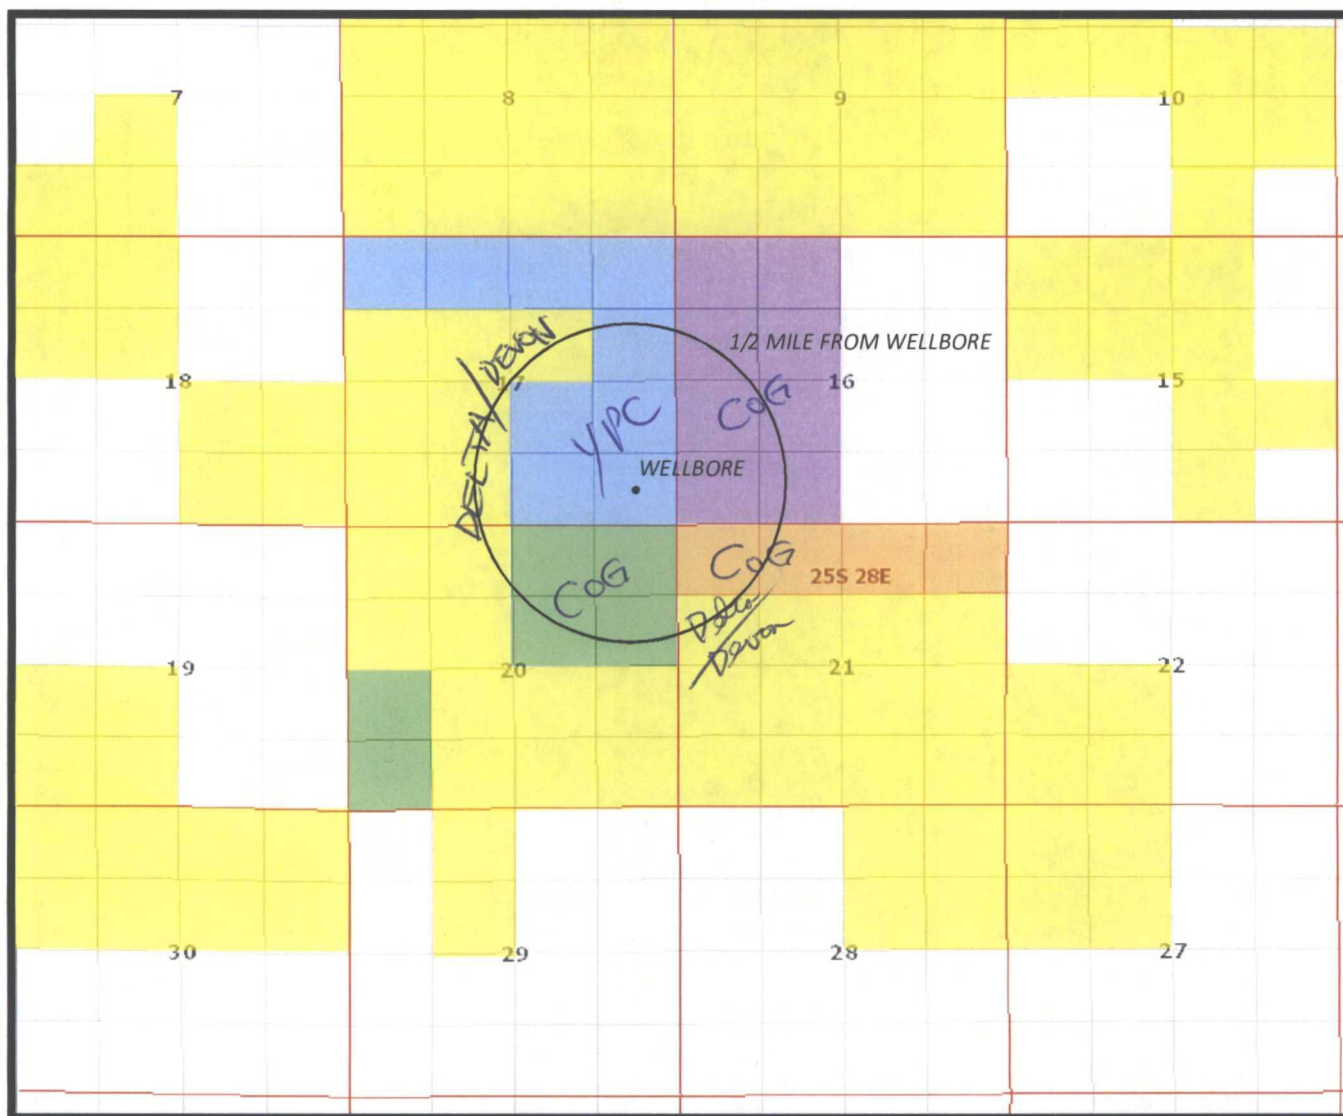 7 8 9 10
DELTA/DEVON
1/2 MILE FROM WELLBORE
18 17 16 15
YPC
COG
WELLBORE
COG
COG
25S 28E
Delta/
Devon
19 20 21 22
30 29 28 27